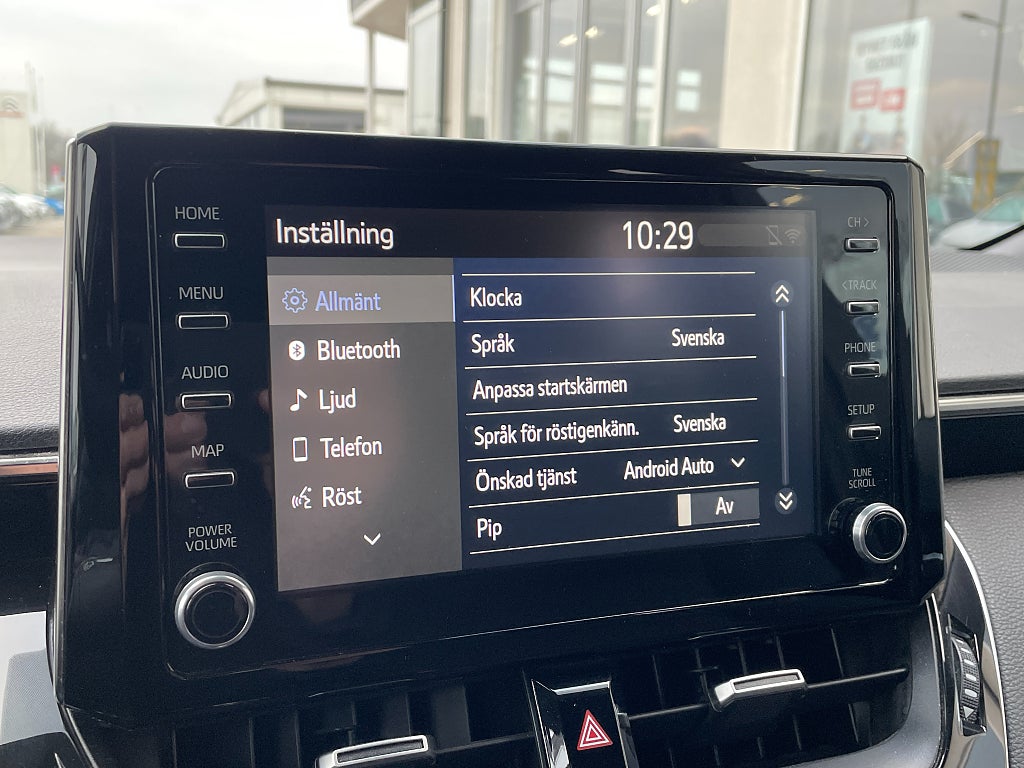 HOME
MENU
AUDIO
MAP
POWER
VOLUME
Inställning 10:29
Allmänt
Bluetooth
Ljud
Telefon
Röst
Klocka
Språk Svenska
Anpassa startskärmen
Språk för röstigenkänn. Svenska
Önskad tjänst Android Auto
Pip Av
CH >
< TRACK
PHONE
SETUP
TUNE
SCROLL